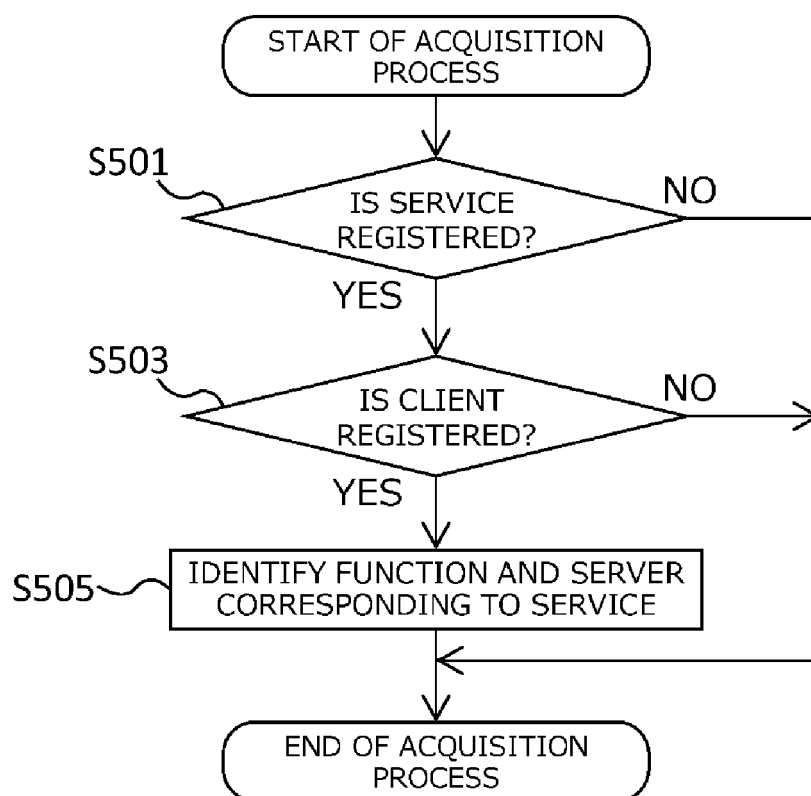 START OF ACQUISITION
PROCESS
S501
IS SERVICE
REGISTERED?
NO
YES
S503
IS CLIENT
REGISTERED?
NO
YES
S505
IDENTIFY FUNCTION AND SERVER
CORRESPONDING TO SERVICE
END OF ACQUISITION
PROCESS